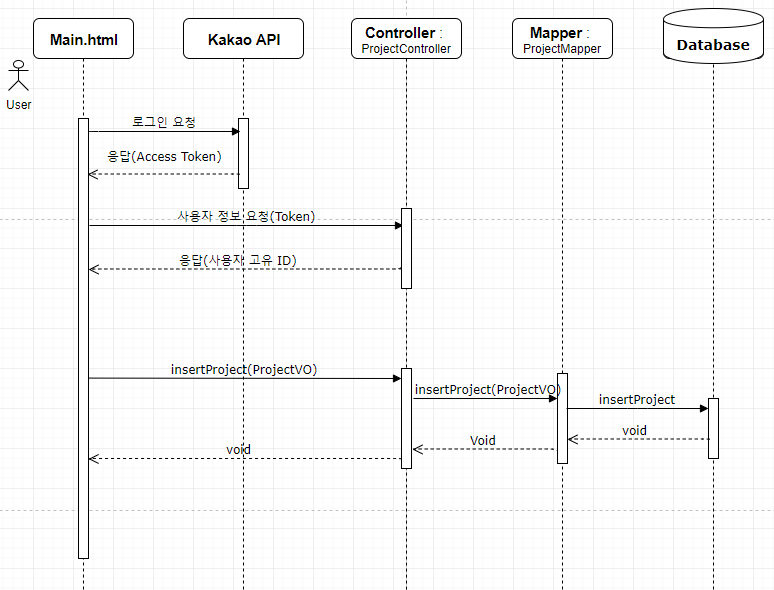 Main.html
Kakao API
Controller :
ProjectController
Mapper :
ProjectMapper
Database
User
로그인 요청
응답(Access Token)
사용자 정보 요청(Token)
응답(사용자 고유 ID)
insertProject(ProjectVO)
insertProject(ProjectVO)
insertProject
void
Void
void